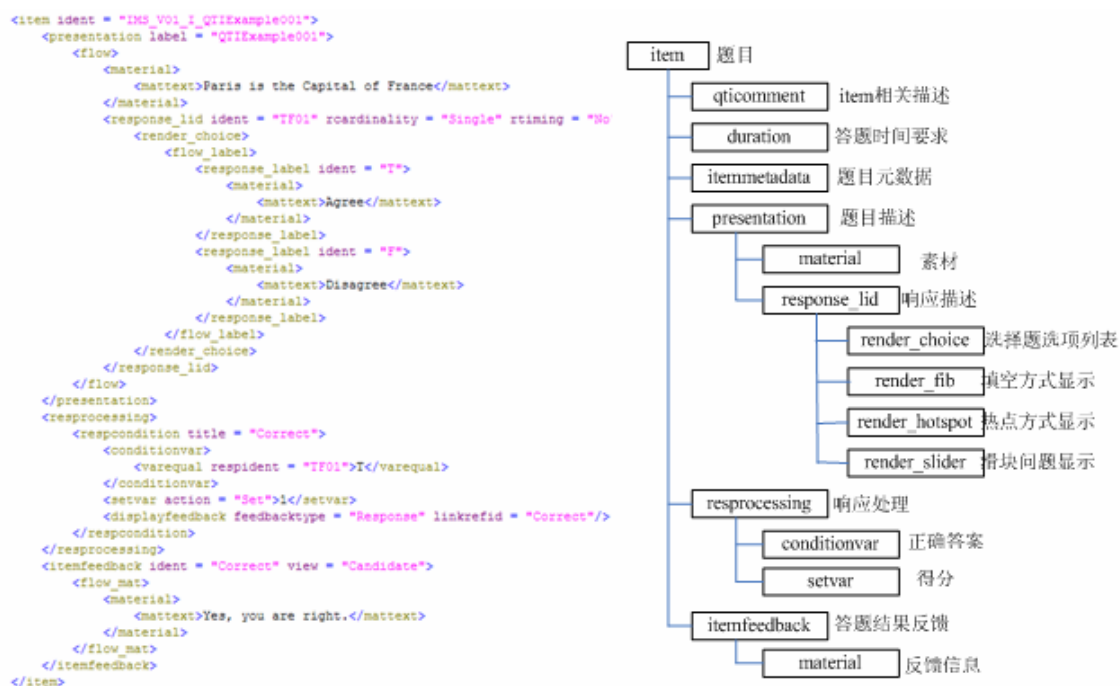 <item ident = "IMS_V01_I_QTIExample001">
<presentation label = "QTIExample001">
<flow>
<material>
<mattext>Paris is the Capital of France</mattext>
</material>
<response_lid ident = "TF01" rcardinality = "Single" rtiming = "No
<render_choice>
<flow_label>
<response_label ident = "T">
<material>
<mattext>Agree</mattext>
</material>
</response_label>
<response_label ident = "F">
<material>
<mattext>Disagree</mattext>
</material>
</response_label>
</flow_label>
</render_choice>
</response_lid>
</flow>
</presentation>
<resprocessing>
<respcondition title = "Correct">
<conditionvar>
<varequal respident = "TF01">T</varequal>
</conditionvar>
<setvar action = "Set">1</setvar>
<displayfeedback feedbacktype = "Response" linkrefid = "Correct"/>
</respcondition>
</resprocessing>
<itemfeedback ident = "Correct" view = "Candidate">
<flow_mat>
<material>
<mattext>Yes, you are right.</mattext>
</material>
</flow_mat>
</itemfeedback>
</item>
item 题目
qticomment item相关描述
duration 答题时间要求
itemmetadata 题目元数据
presentation 题目描述
material 素材
response_lid 响应描述
render_choice 选择题选项列表
render_fib 填空方式显示
render_hotspot 热点方式显示
render_slider 滑块问题显示
resprocessing 响应处理
conditionvar 正确答案
setvar 得分
itemfeedback 答题结果反馈
material 反馈信息